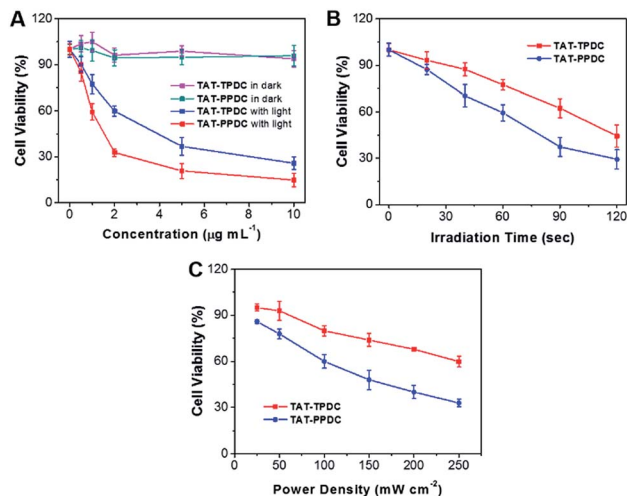 A
Cell Viability (%)
120
90
60
30
0
TAT-TPDC in dark
TAT-PPDC in dark
TAT-TPDC with light
TAT-PPDC with light
0 2 4 6 8 10
Concentration (μg mL⁻¹)
B
Cell Viability (%)
120
90
60
30
0
TAT-TPDC
TAT-PPDC
0 30 60 90 120
Irradiation Time (sec)
C
Cell Viability (%)
120
90
60
30
0
TAT-TPDC
TAT-PPDC
0 50 100 150 200 250
Power Density (mW cm⁻²)